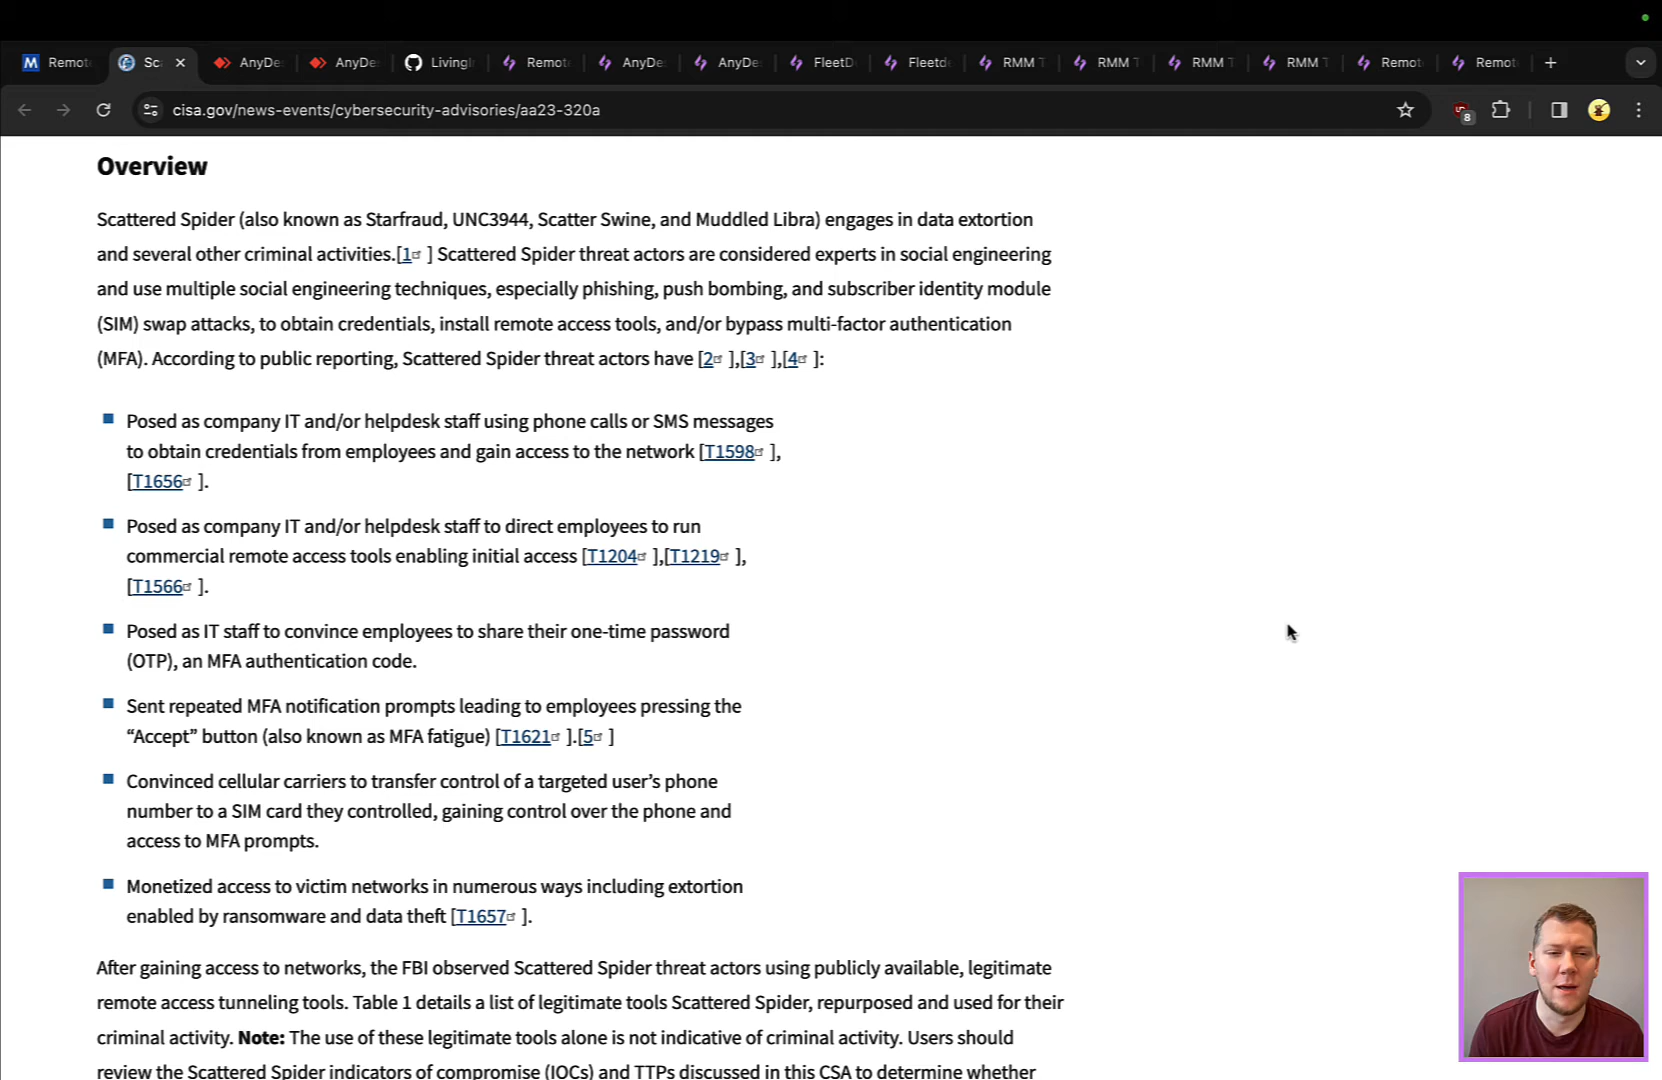 Remot
Sc
AnyDe
AnyDe
LivingI
Remot
AnyDe
AnyDe
FleetD
Fleetd
RMM T
RMM T
RMM T
RMM T
Remot
Remot
cisa.gov/news-events/cybersecurity-advisories/aa23-320a
8
Overview
Scattered Spider (also known as Starfraud, UNC3944, Scatter Swine, and Muddled Libra) engages in data extortion
and several other criminal activities.[1 ] Scattered Spider threat actors are considered experts in social engineering
and use multiple social engineering techniques, especially phishing, push bombing, and subscriber identity module
(SIM) swap attacks, to obtain credentials, install remote access tools, and/or bypass multi-factor authentication
(MFA). According to public reporting, Scattered Spider threat actors have [2 ],[3 ],[4 ]:
Posed as company IT and/or helpdesk staff using phone calls or SMS messages
to obtain credentials from employees and gain access to the network [T1598 ],
[T1656 ].
Posed as company IT and/or helpdesk staff to direct employees to run
commercial remote access tools enabling initial access [T1204 ],[T1219 ],
[T1566 ].
Posed as IT staff to convince employees to share their one-time password
(OTP), an MFA authentication code.
Sent repeated MFA notification prompts leading to employees pressing the
“Accept” button (also known as MFA fatigue) [T1621 ].[5 ]
Convinced cellular carriers to transfer control of a targeted user’s phone
number to a SIM card they controlled, gaining control over the phone and
access to MFA prompts.
Monetized access to victim networks in numerous ways including extortion
enabled by ransomware and data theft [T1657 ].
After gaining access to networks, the FBI observed Scattered Spider threat actors using publicly available, legitimate
remote access tunneling tools. Table 1 details a list of legitimate tools Scattered Spider, repurposed and used for their
criminal activity. Note: The use of these legitimate tools alone is not indicative of criminal activity. Users should
review the Scattered Spider indicators of compromise (IOCs) and TTPs discussed in this CSA to determine whether